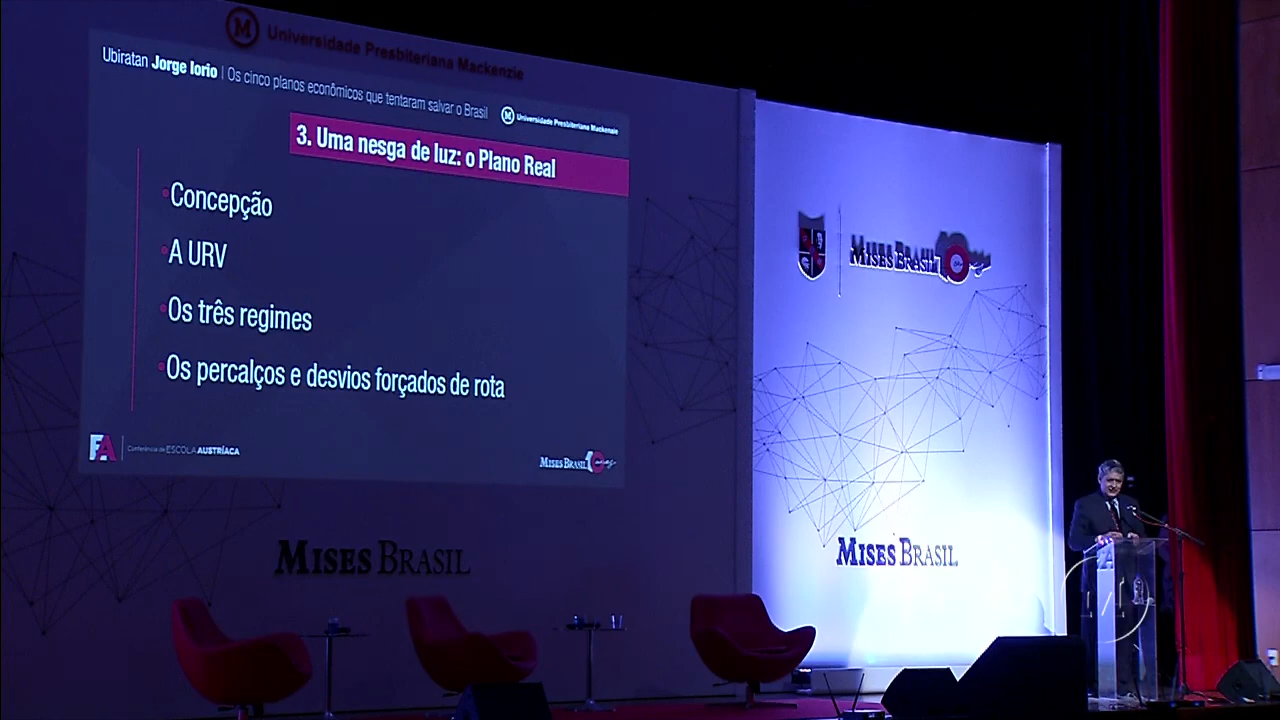 Universidade Presbiteriana Mackenzie
Ubiratan Jorge Iorio | Os cinco planos econômicos que tentaram salvar o Brasil
Universidade Presbiteriana Mackenzie
3. Uma nesga de luz: o Plano Real
Concepção
A URV
Os três regimes
Os percalços e desvios forçados de rota
Conferência de ESCOLA AUSTRÍACA
MISES BRASIL
MISES BRASIL
MISES BRASIL
MISES BRASIL